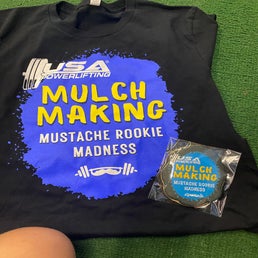 USA
POWERLIFTING
MULCH
MAKING
MUSTACHE ROOKIE
MADNESS
USA
MULCH
MAKING
MUSTACHE ROOKIE
MADNESS